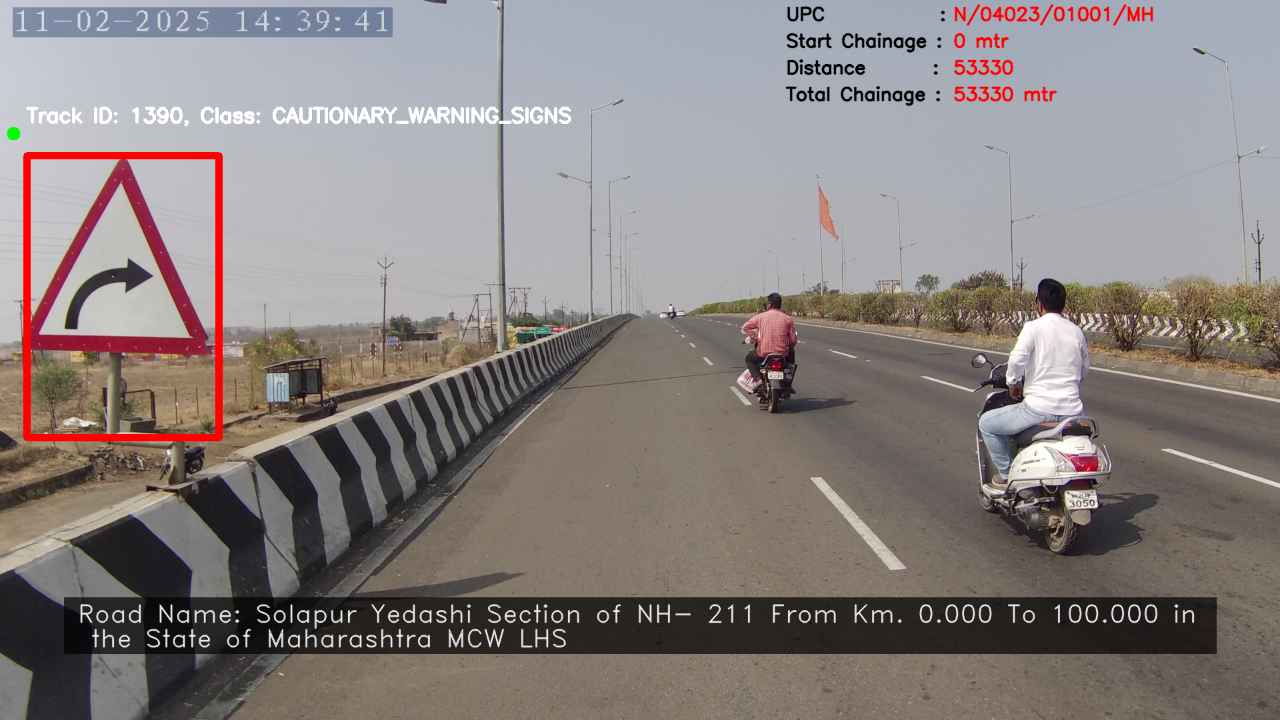 11-02-2025 14:39:41
UPC : N/04023/01001/MH
Start Chainage : 0 mtr
Distance : 53330
Total Chainage : 53330 mtr
Track ID: 1390, Class: CAUTIONARY_WARNING_SIGNS
3050
Road Name: Solapur Yedashi Section of NH- 211 From Km. 0.000 To 100.000 in
the State of Maharashtra MCW LHS